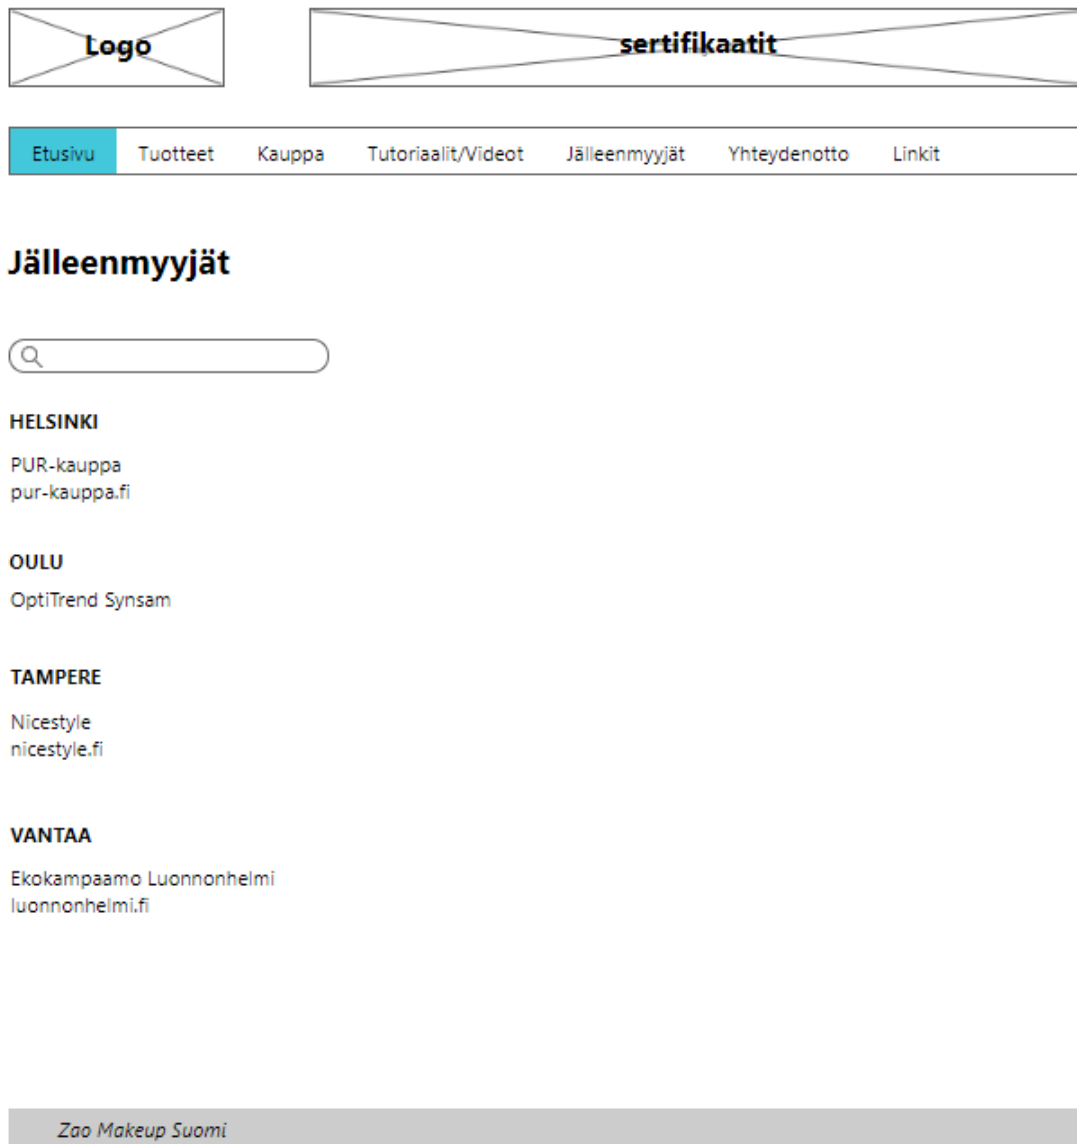 Logo
sertifikaatit
Etusivu Tuotteet Kauppa Tutoriaalit/Videot Jälleenmyyjät Yhteydenotto Linkit
Jälleenmyyjät
HELSINKI
PUR-kauppa
pur-kauppa.fi
OULU
OptiTrend Synsam
TAMPERE
Nicestyle
nicestyle.fi
VANTAA
Ekokampaamo Luonnonhelmi
luonnonhelmi.fi
Zao Makeup Suomi